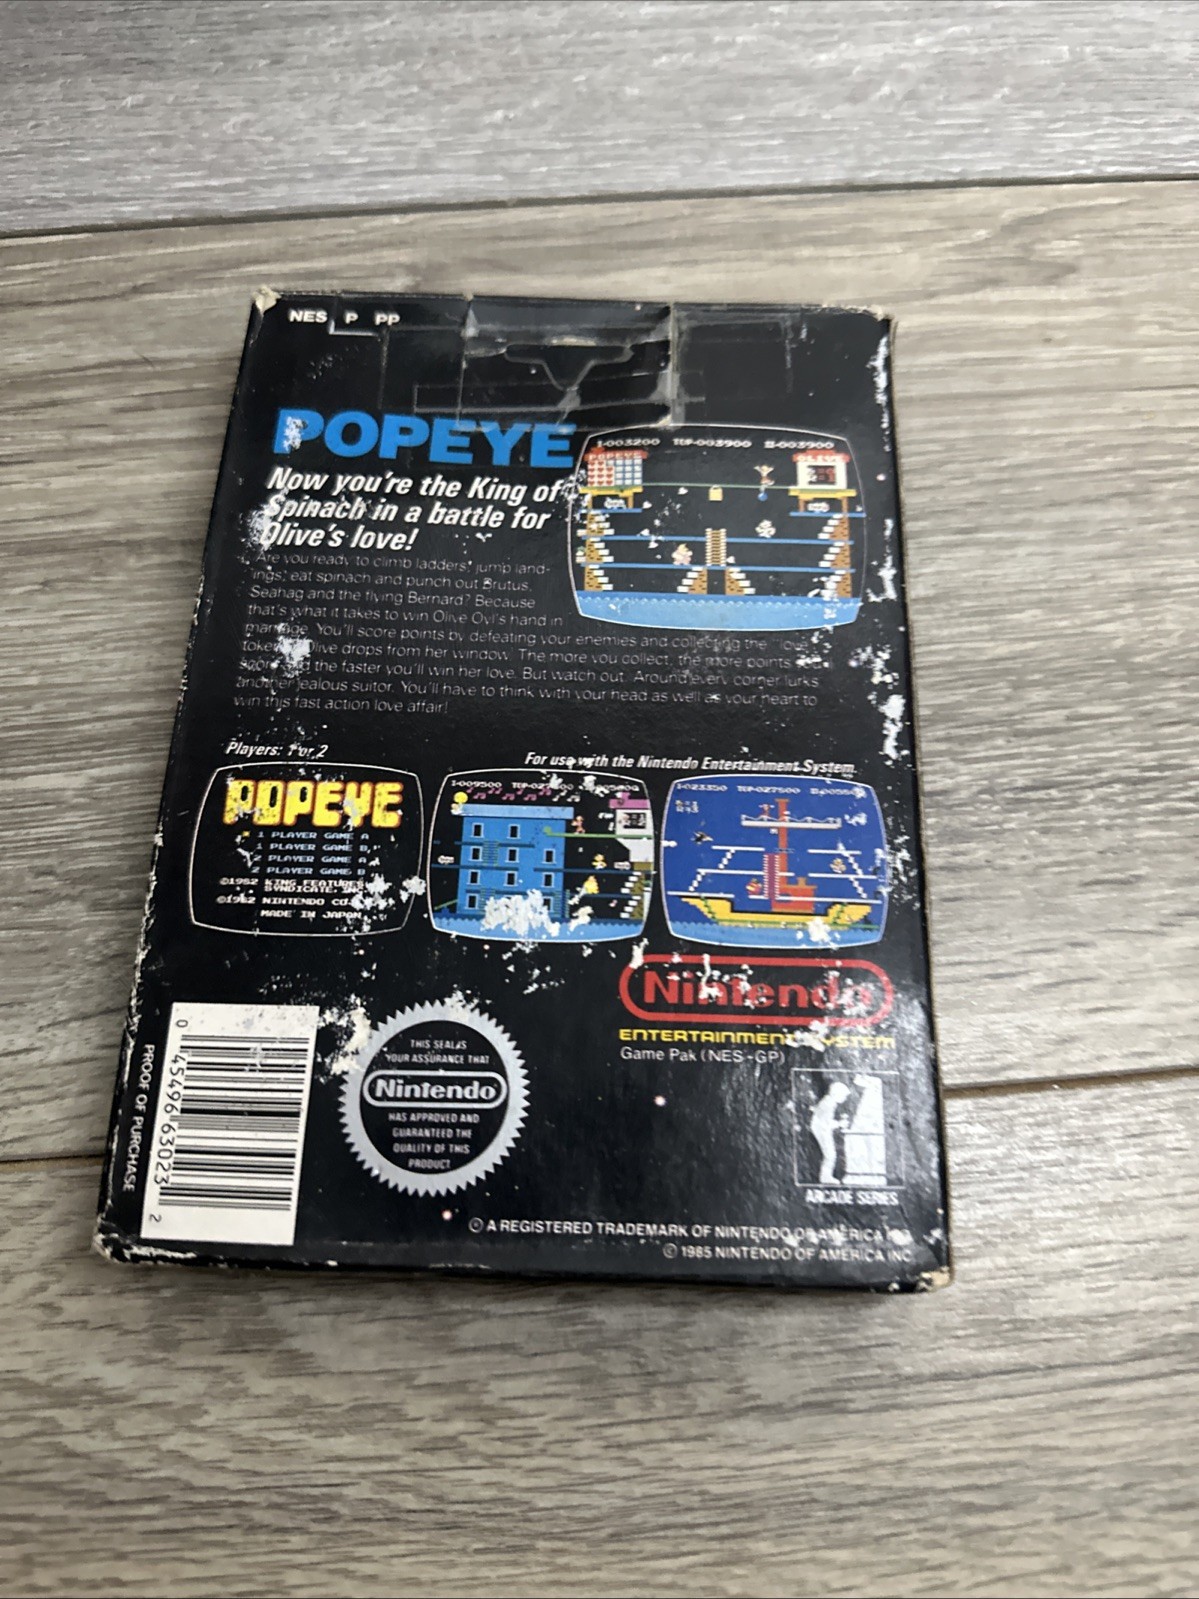 NES P PP
POPEYE
Now you're the King of
Spinach in a battle for
Olive's love!
Are you ready to climb ladders, jump land-
ings, eat spinach and punch out Brutus,
Seahag and the flying Bernard? Because
that's what it takes to win Olive Oyl's hand in
marriage. You'll score points by defeating your enemies and collecting the "love
tokens" Olive drops from her window. The more you collect, the more points
score and the faster you'll win her love. But watch out. Around every corner lurks
another jealous suitor. You'll have to think with your head as well as your heart to
win this fast action love affair!
I-003200 TOP-003900 II-003900
POPEYE OLIVE
Players: 1 or 2
For use with the Nintendo Entertainment System.
POPEYE
1 PLAYER GAME A
1 PLAYER GAME B
2 PLAYER GAME A
2 PLAYER GAME B
©1982 KING FEATURES
SYNDICATE, INC.
©1982 NINTENDO CO.
MADE IN JAPAN
I-009500
I-023350 TOP-027500
Nintendo
ENTERTAINMENT SYSTEM
Game Pak (NES-GP)
ARCADE SERIES
THIS SEAL IS
YOUR ASSURANCE THAT
Nintendo
HAS APPROVED AND
GUARANTEED THE
QUALITY OF THIS
PRODUCT.
PROOF OF PURCHASE
0 45496 63023 2
© A REGISTERED TRADEMARK OF NINTENDO OF AMERICA INC.
© 1985 NINTENDO OF AMERICA INC.